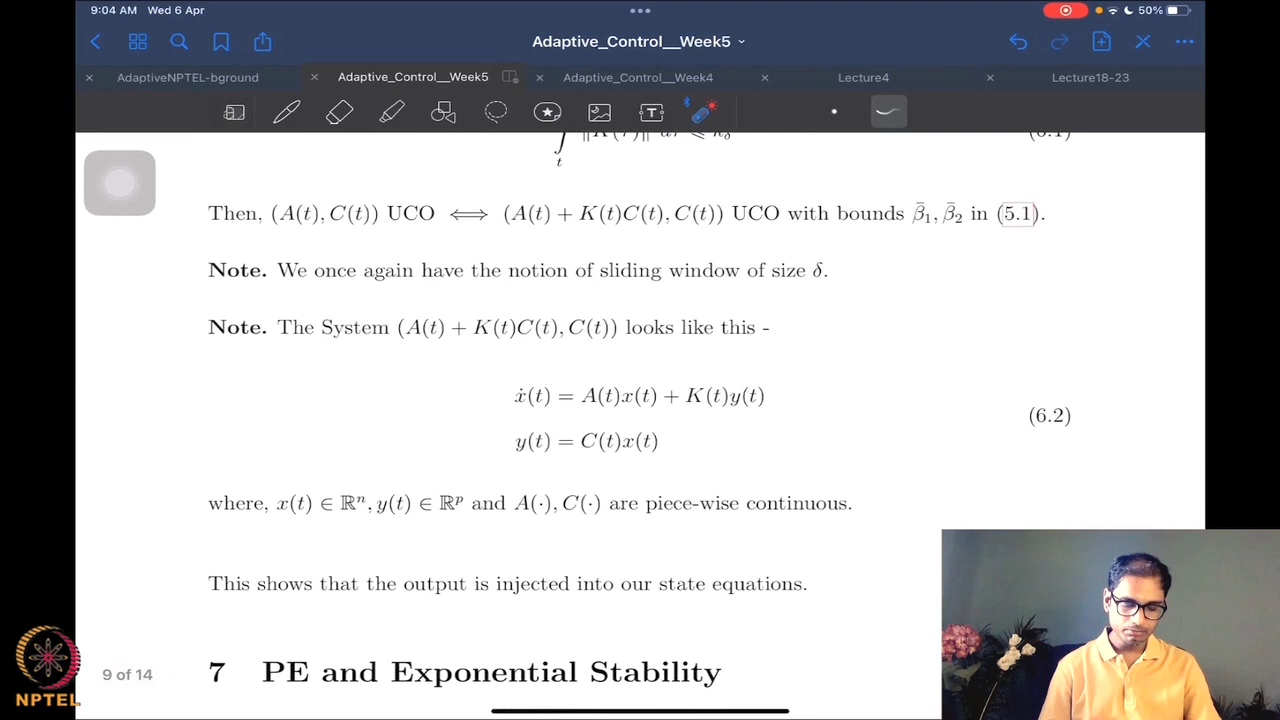 9:04 AM Wed 6 Apr
50%
Adaptive_Control__Week5
AdaptiveNPTEL-bground
Adaptive_Control__Week5
Adaptive_Control__Week4
Lecture4
Lecture18-23
Then, (A(t), C(t)) UCO ⟺ (A(t) + K(t)C(t), C(t)) UCO with bounds β̄₁, β̄₂ in (5.1).
Note. We once again have the notion of sliding window of size δ.
Note. The System (A(t) + K(t)C(t), C(t)) looks like this -
ẋ(t) = A(t)x(t) + K(t)y(t)
(6.2)
y(t) = C(t)x(t)
where, x(t) ∈ ℝⁿ, y(t) ∈ ℝᵖ and A(·), C(·) are piece-wise continuous.
This shows that the output is injected into our state equations.
7 PE and Exponential Stability
9 of 14
NPTEL